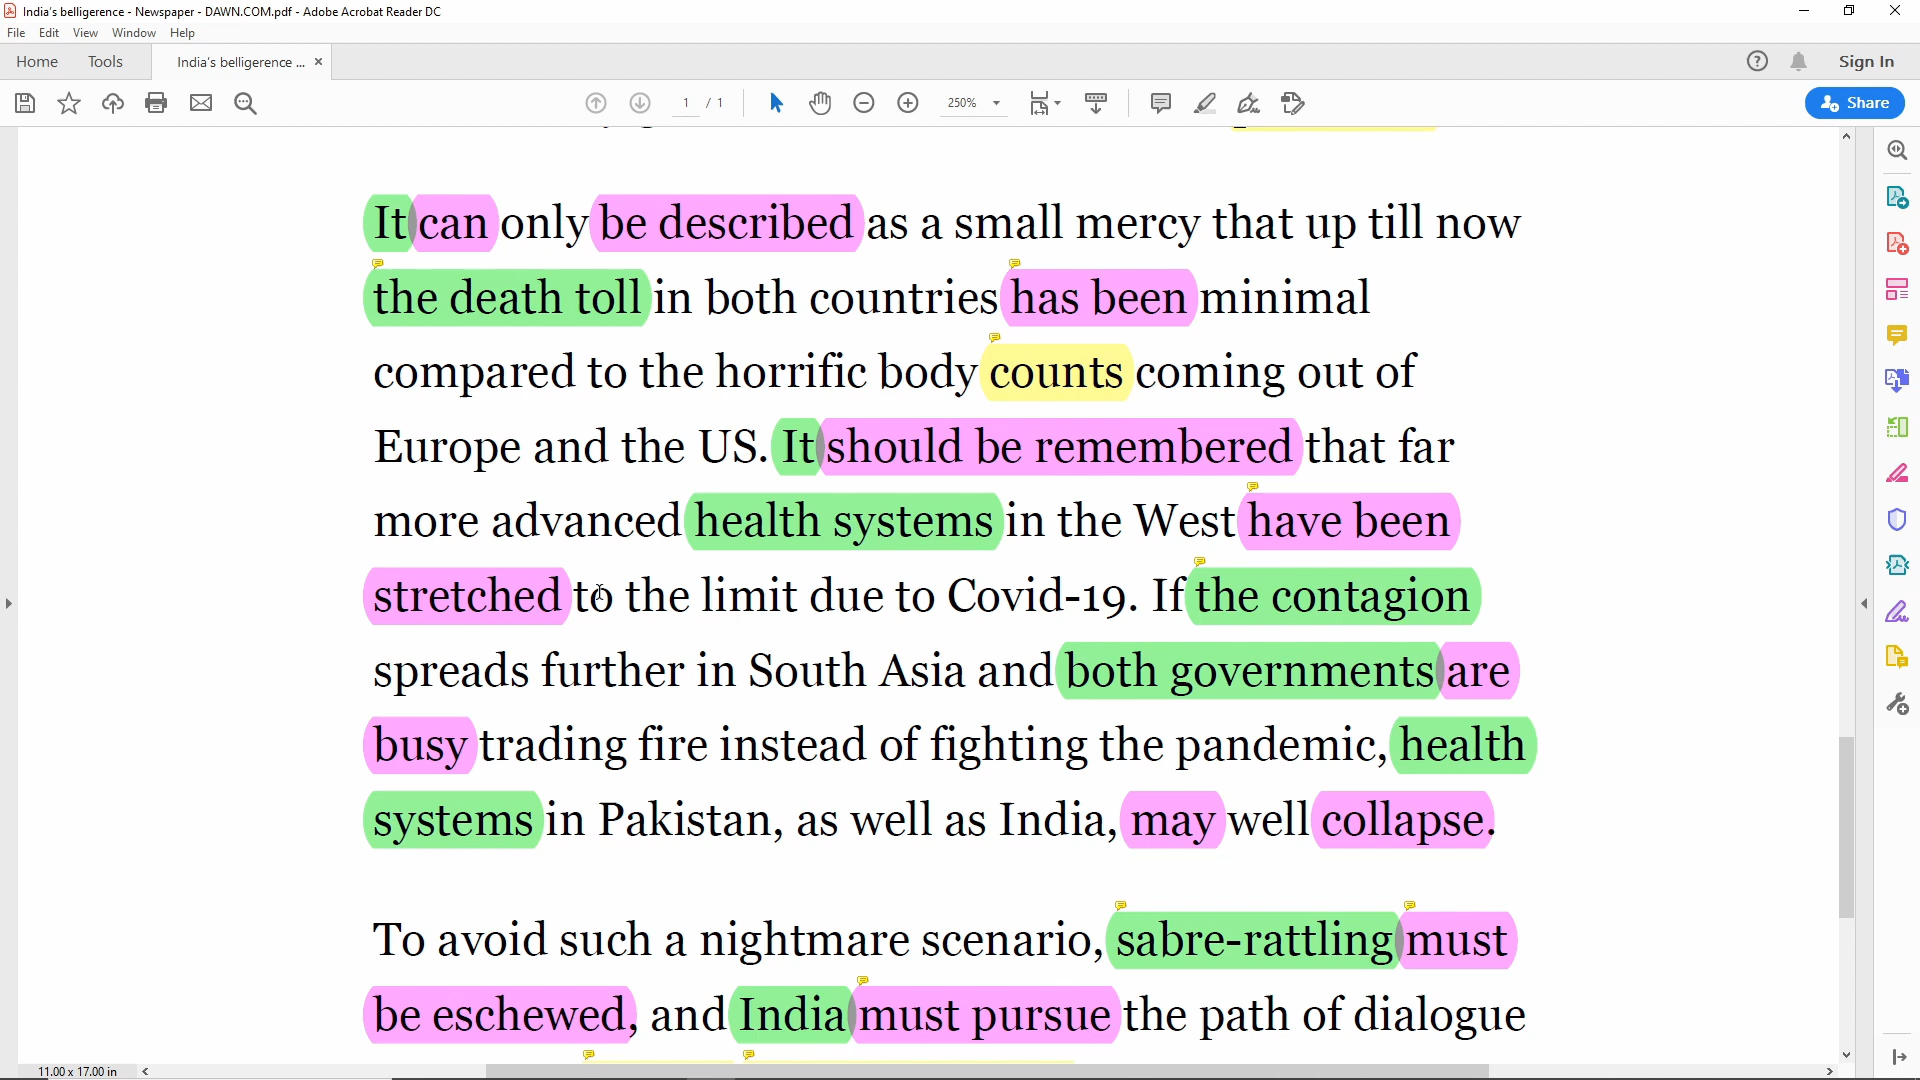 India's belligerence - Newspaper - DAWN.COM.pdf - Adobe Acrobat Reader DC
File Edit View Window Help
Home Tools India's belligerence ... × Sign In
1 / 1 250% Share
It can only be described as a small mercy that up till now
the death toll in both countries has been minimal
compared to the horrific body counts coming out of
Europe and the US. It should be remembered that far
more advanced health systems in the West have been
stretched to the limit due to Covid-19. If the contagion
spreads further in South Asia and both governments are
busy trading fire instead of fighting the pandemic, health
systems in Pakistan, as well as India, may well collapse.
To avoid such a nightmare scenario, sabre-rattling must
be eschewed, and India must pursue the path of dialogue
11.00 x 17.00 in